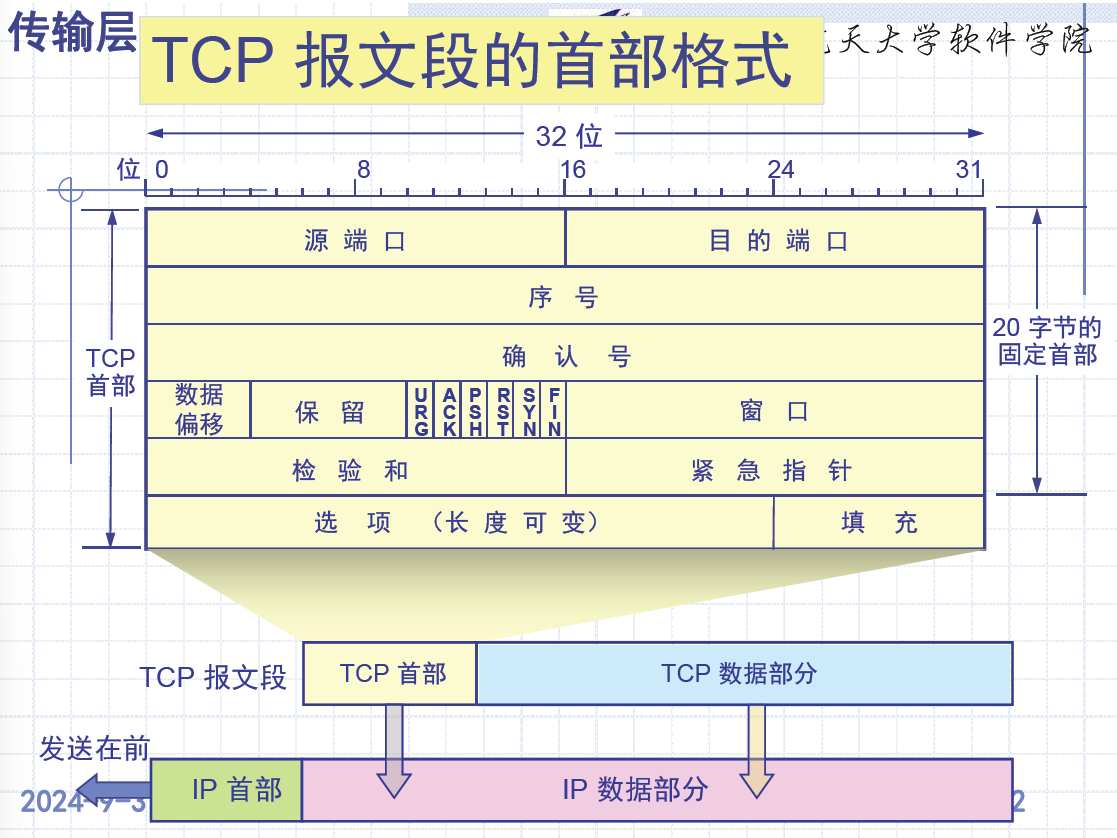 传输层
TCP 报文段的首部格式
天大学软件学院
32 位
位 0 8 16 24 31
源端口 目的端口
序号
确认号
数据偏移 保留 URG ACK PSH RST SYN FIN 窗口
检验和 紧急指针
选项 （长度可变） 填充
TCP 首部
20 字节的
固定首部
TCP 报文段 TCP 首部 TCP 数据部分
发送在前
IP 首部 IP 数据部分
2024-9-3 2